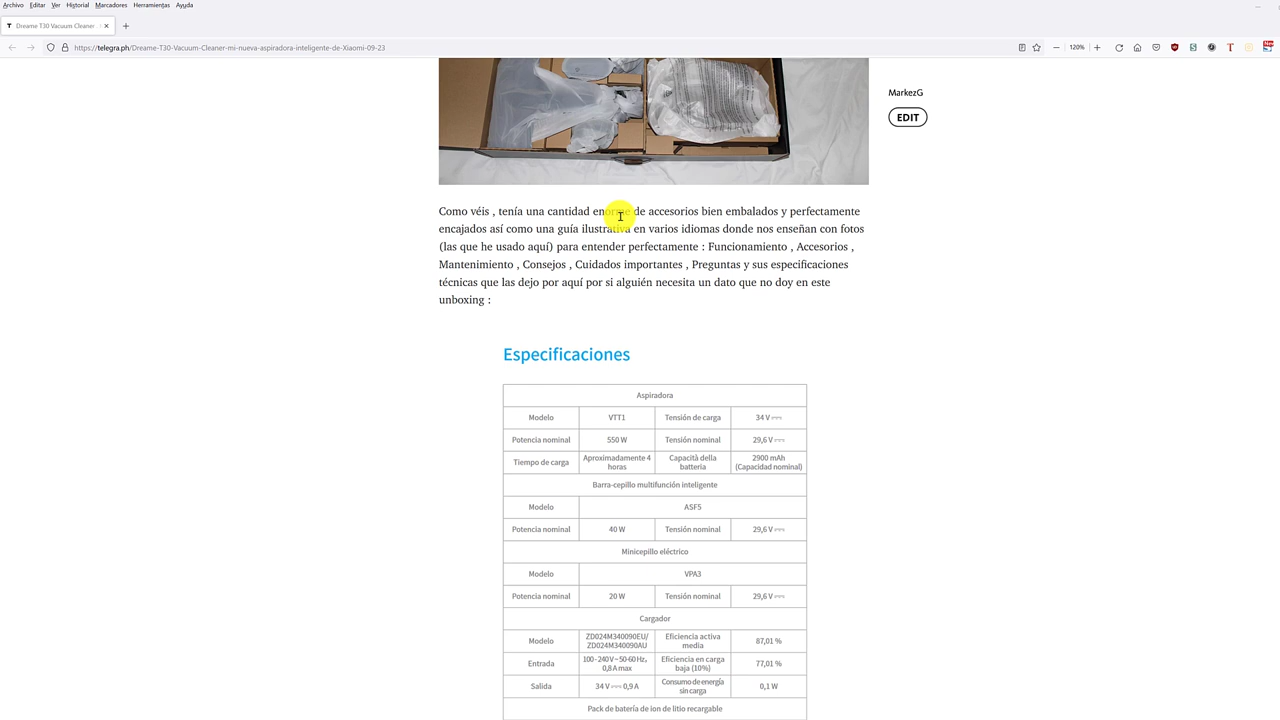 Archivo Editar Ver Historial Marcadores Herramientas Ayuda
Dreame T30 Vacuum Cleaner
https://telegra.ph/Dreame-T30-Vacuum-Cleaner-mi-nueva-aspiradora-inteligente-de-Xiaomi-09-23
120%
MarkezG
EDIT
Como véis , tenía una cantidad enorme de accesorios bien embalados y perfectamente
encajados así como una guía ilustrativa en varios idiomas donde nos enseñan con fotos
(las que he usado aquí) para entender perfectamente : Funcionamiento , Accesorios ,
Mantenimiento , Consejos , Cuidados importantes , Preguntas y sus especificaciones
técnicas que las dejo por aquí por si alguién necesita un dato que no doy en este
unboxing :
Especificaciones
Aspiradora
Modelo VTT1 Tensión de carga 34 V ⎓
Potencia nominal 550 W Tensión nominal 29,6 V ⎓
Tiempo de carga Aproximadamente 4 horas Capacità della batteria 2900 mAh (Capacidad nominal)
Barra-cepillo multifunción inteligente
Modelo ASF5
Potencia nominal 40 W Tensión nominal 29,6 V ⎓
Minicepillo eléctrico
Modelo VPA3
Potencia nominal 20 W Tensión nominal 29,6 V ⎓
Cargador
Modelo ZD024M340090EU/ ZD024M340090AU Eficiencia activa media 87,01 %
Entrada 100-240 V ~ 50-60 Hz, 0,8 A max Eficiencia en carga baja (10%) 77,01 %
Salida 34 V ⎓ 0,9 A Consumo de energía sin carga 0,1 W
Pack de batería de ion de litio recargable